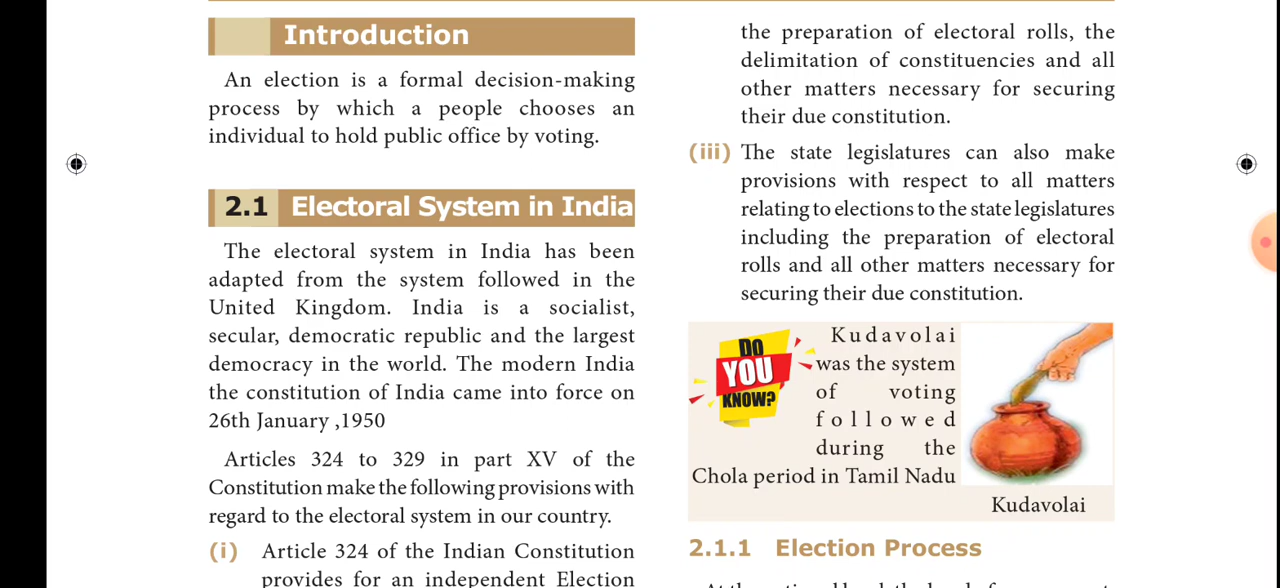 Introduction
An election is a formal decision-making
process by which a people chooses an
individual to hold public office by voting.
2.1 Electoral System in India
The electoral system in India has been
adapted from the system followed in the
United Kingdom. India is a socialist,
secular, democratic republic and the largest
democracy in the world. The modern India
the constitution of India came into force on
26th January ,1950
Articles 324 to 329 in part XV of the
Constitution make the following provisions with
regard to the electoral system in our country.
(i) Article 324 of the Indian Constitution
provides for an independent Election
the preparation of electoral rolls, the
delimitation of constituencies and all
other matters necessary for securing
their due constitution.
(iii) The state legislatures can also make
provisions with respect to all matters
relating to elections to the state legislatures
including the preparation of electoral
rolls and all other matters necessary for
securing their due constitution.
DO
YOU
KNOW?
Kudavolai
was the system
of voting
followed
during the
Chola period in Tamil Nadu
Kudavolai
2.1.1 Election Process